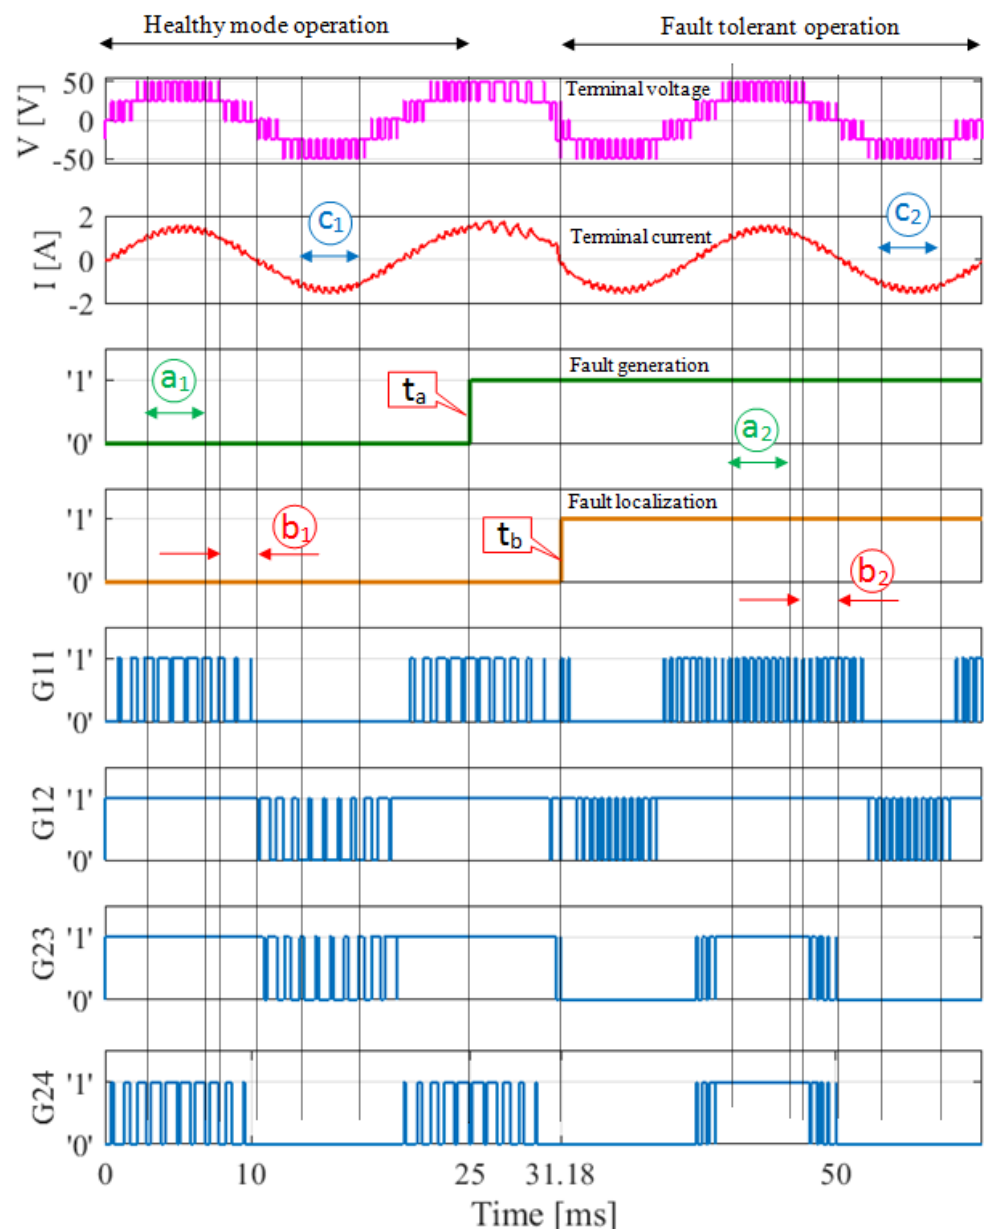 Healthy mode operation
Fault tolerant operation
V [V]
50
0
-50
Terminal voltage
I [A]
2
0
-2
c1
Terminal current
c2
'1'
'0'
a1
ta
Fault generation
a2
'1'
'0'
b1
tb
Fault localization
b2
G11
'1'
'0'
G12
'1'
'0'
G23
'1'
'0'
G24
'1'
'0'
0 10 25 31.18 50
Time [ms]